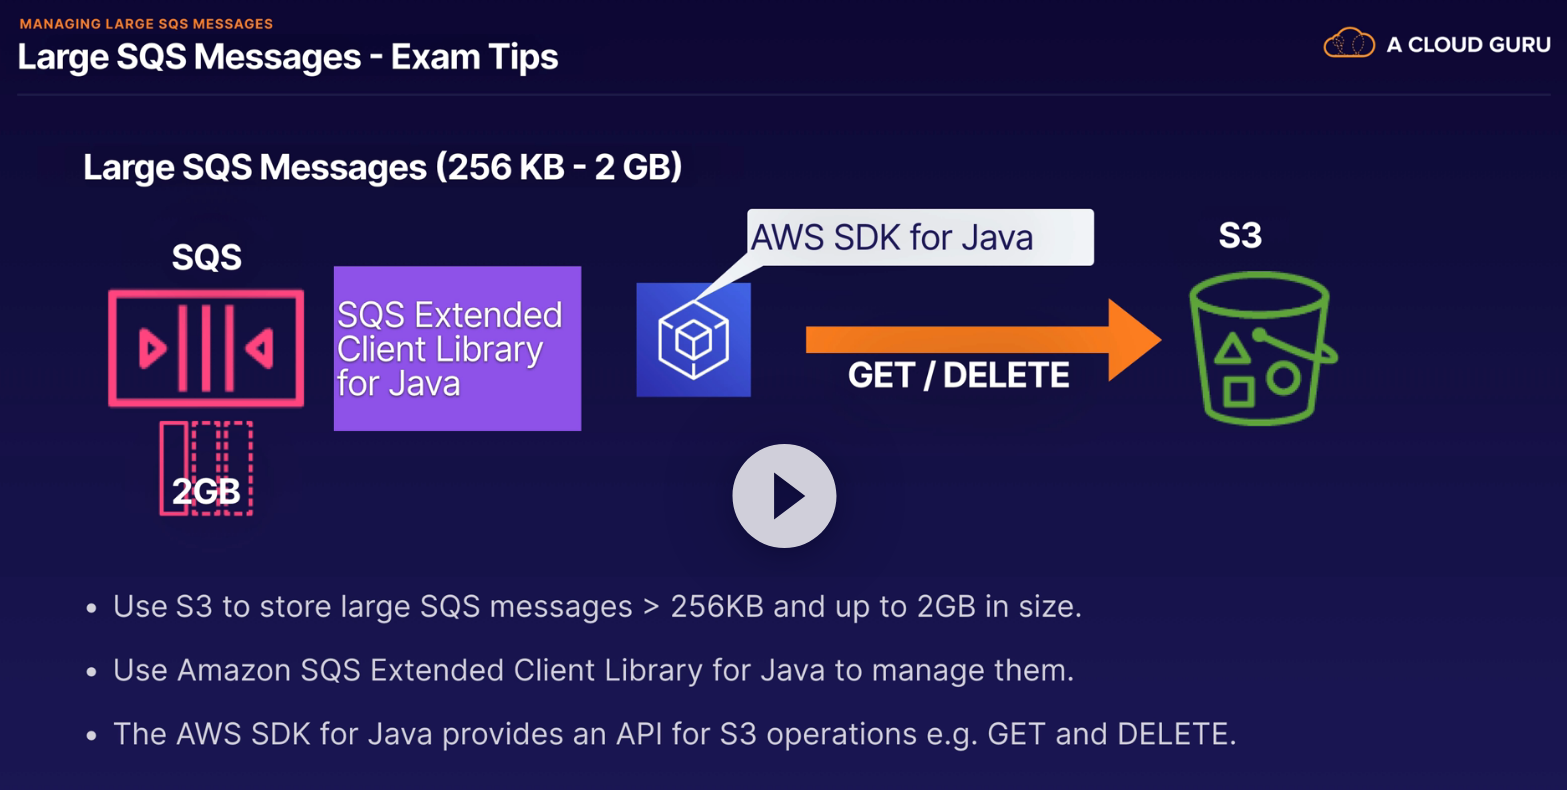 MANAGING LARGE SQS MESSAGES
Large SQS Messages - Exam Tips
A CLOUD GURU
Large SQS Messages (256 KB - 2 GB)
SQS
SQS Extended
Client Library
for Java
AWS SDK for Java
GET / DELETE
S3
2GB
• Use S3 to store large SQS messages > 256KB and up to 2GB in size.
• Use Amazon SQS Extended Client Library for Java to manage them.
• The AWS SDK for Java provides an API for S3 operations e.g. GET and DELETE.